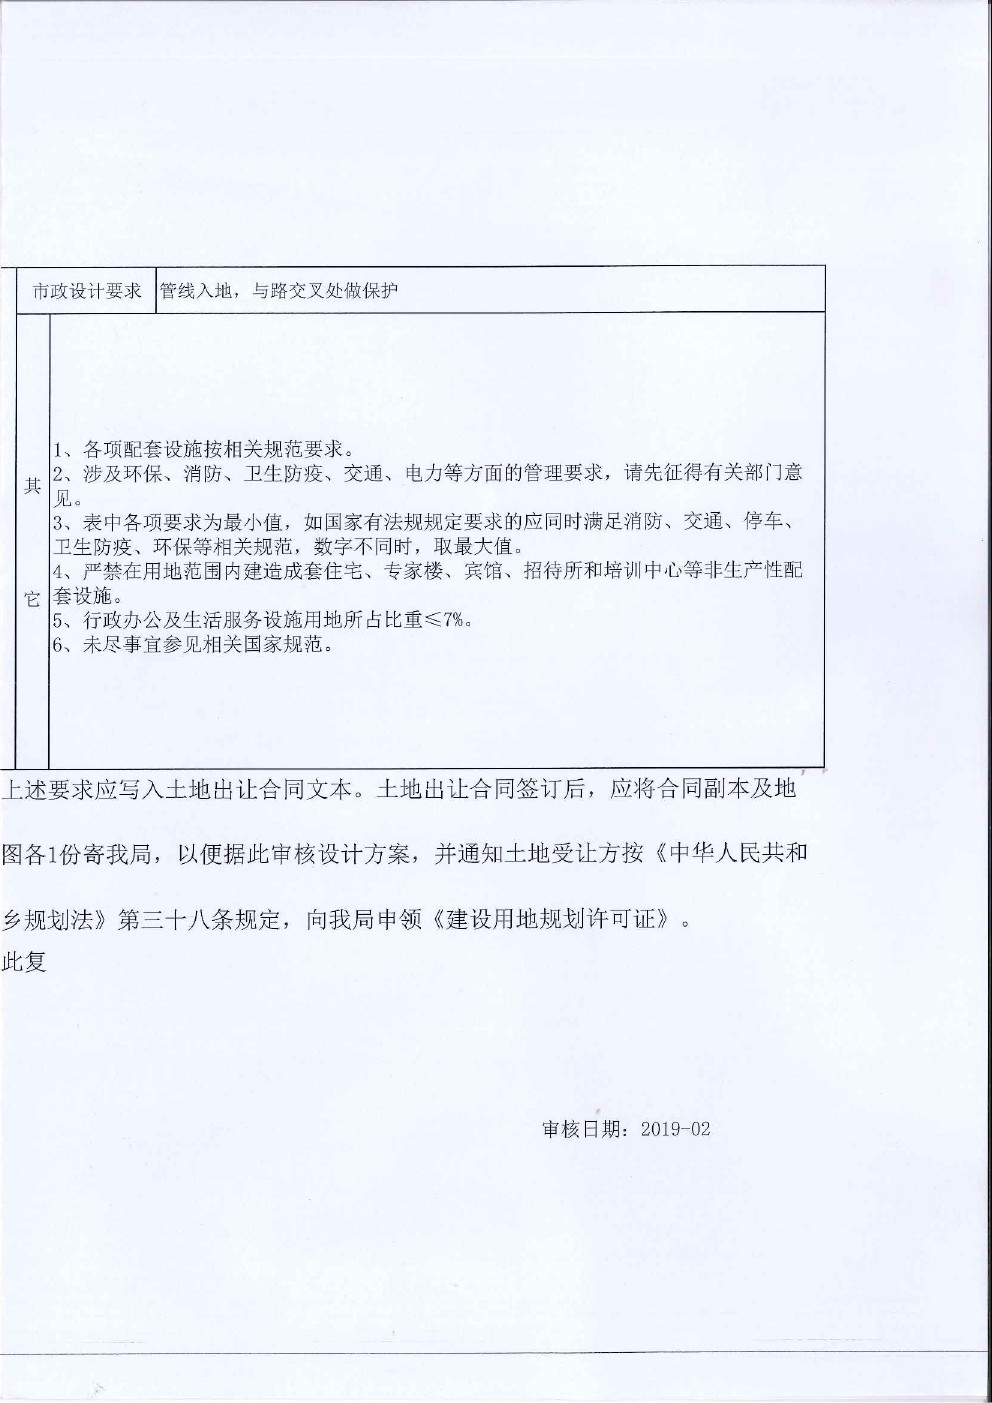 市政设计要求 管线入地，与路交叉处做保护
其
它
1、各项配套设施按相关规范要求。
2、涉及环保、消防、卫生防疫、交通、电力等方面的管理要求，请先征得有关部门意
见。
3、表中各项要求为最小值，如国家有法规规定要求的应同时满足消防、交通、停车、
卫生防疫、环保等相关规范，数字不同时，取最大值。
4、严禁在用地范围内建造成套住宅、专家楼、宾馆、招待所和培训中心等非生产性配
套设施。
5、行政办公及生活服务设施用地所占比重≤7%。
6、未尽事宜参见相关国家规范。
上述要求应写入土地出让合同文本。土地出让合同签订后，应将合同副本及地
图各1份寄我局，以便据此审核设计方案，并通知土地受让方按《中华人民共和
乡规划法》第三十八条规定，向我局申领《建设用地规划许可证》。
此复
审核日期：2019-02